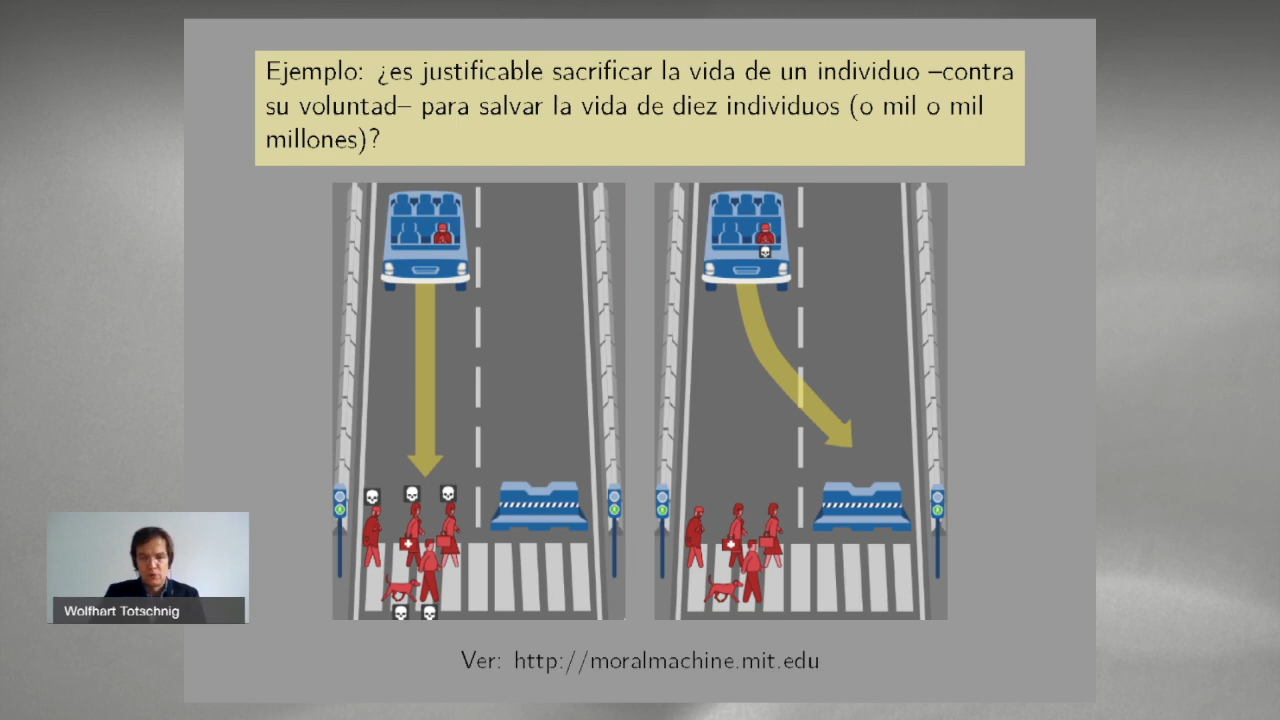 Ejemplo: ¿es justificable sacrificar la vida de un individuo –contra
su voluntad– para salvar la vida de diez individuos (o mil o mil
millones)?
Wolfhart Totschnig
Ver: http://moralmachine.mit.edu